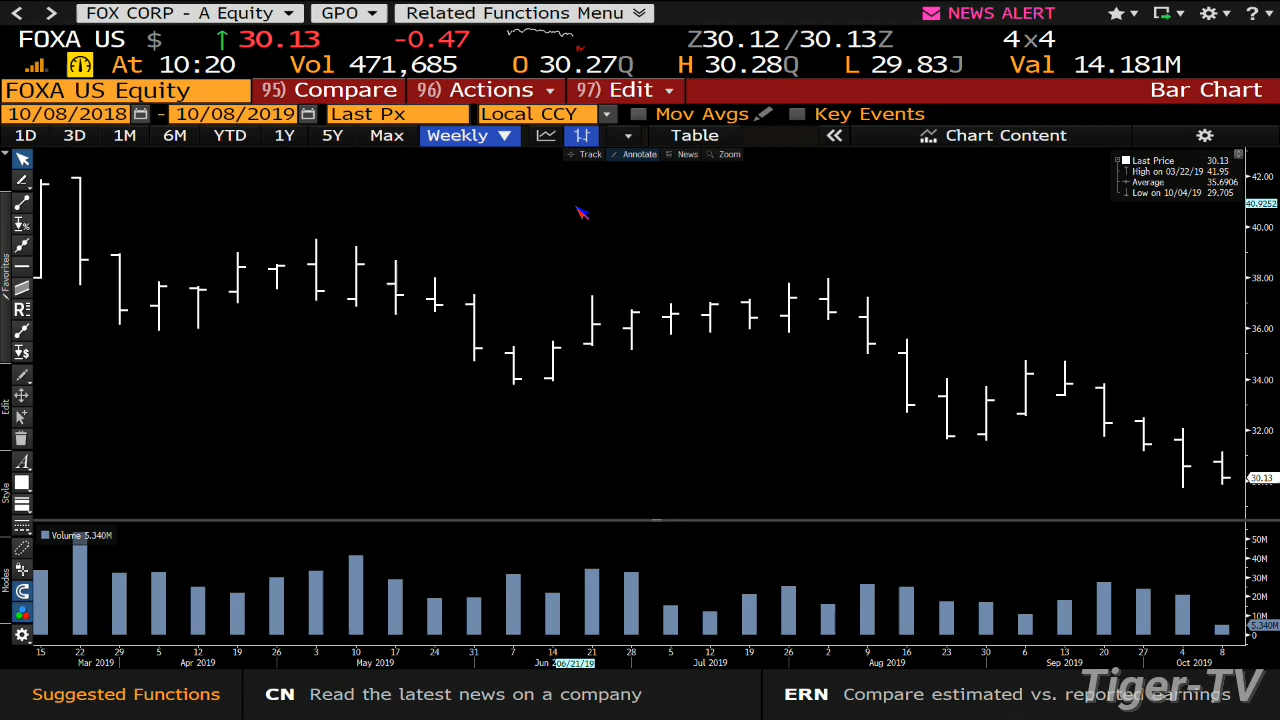 FOX CORP - A Equity GPO Related Functions Menu NEWS ALERT ?
FOXA US $ ↑ 30.13 -0.47 Z30.12/30.13Z 4x4
At 10:20 Vol 471,685 O 30.27Q H 30.28Q L 29.83J Val 14.181M
FOXA US Equity 95) Compare 96) Actions 97) Edit Bar Chart
10/08/2018 - 10/08/2019 Last Px Local CCY Mov Avgs Key Events
1D 3D 1M 6M YTD 1Y 5Y Max Weekly ▼ Table « Chart Content
Track Annotate News Zoom
Last Price 30.13
High on 03/22/19 41.95
Average 35.6906
Low on 10/04/19 29.705
42.00
40.9252
40.00
38.00
36.00
34.00
32.00
30.13
Favorites
Edit
Style
Modes
Volume 5.340M
50M
40M
30M
20M
10M
5.340M
0
15 22 29 5 12 19 26 3 10 17 24 31 7 14 21 28 5 12 19 26 2 9 16 23 30 6 13 20 27 4 8
Mar 2019 Apr 2019 May 2019 Jun 2 06/21/19 Jul 2019 Aug 2019 Sep 2019 Oct 2019
Suggested Functions CN Read the latest news on a company ERN Compare estimated vs. reported earnings
Tiger-TV